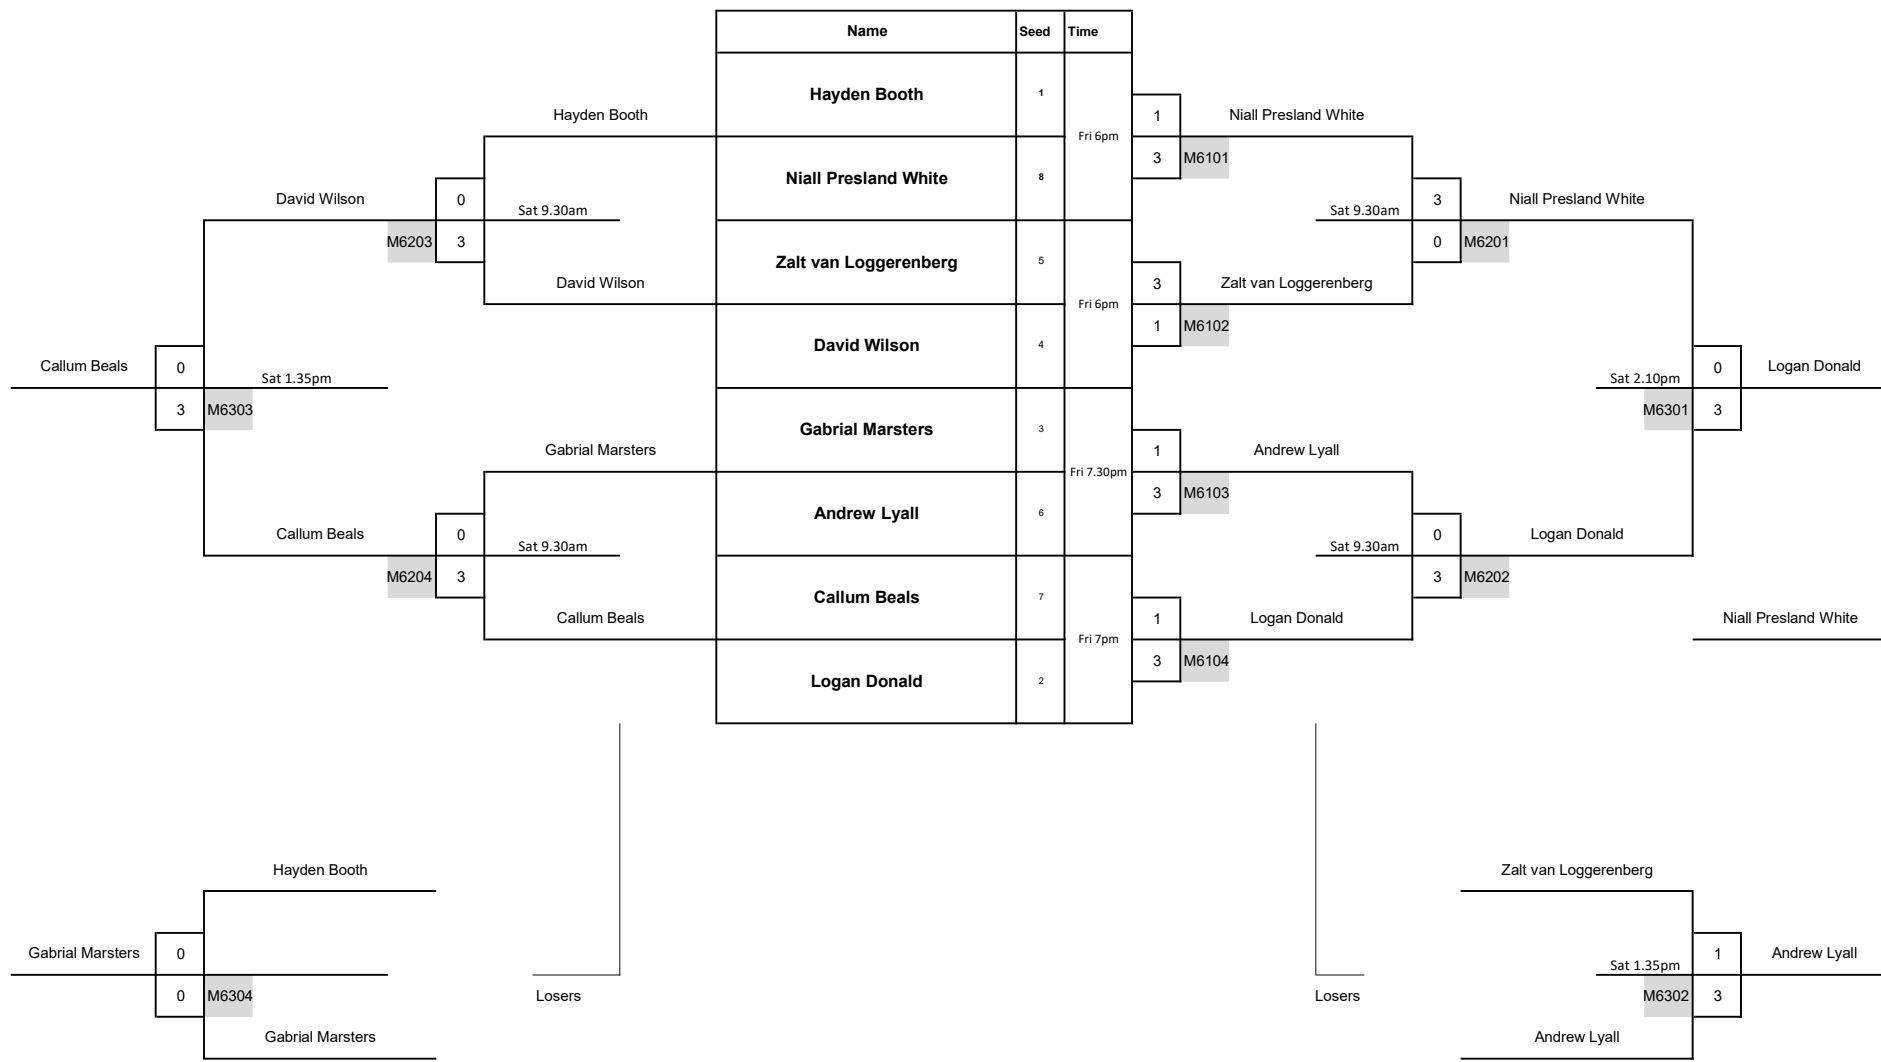 Name Seed Time
Hayden Booth 1
Hayden Booth 1 Niall Presland White
Fri 6pm
3 M6101
Niall Presland White 8
David Wilson 0 Sat 9.30am Sat 9.30am 3 Niall Presland White
M6203 3 0 M6201
Zalt van Loggerenberg 5
David Wilson 3 Zalt van Loggerenberg
Fri 6pm
1 M6102
David Wilson 4
Callum Beals 0 Sat 1.35pm Sat 2.10pm 0 Logan Donald
3 M6303 M6301 3
Gabrial Marsters 3
Gabrial Marsters 1 Andrew Lyall
Fri 7.30pm
3 M6103
Andrew Lyall 6
Callum Beals 0 Sat 9.30am Sat 9.30am 0 Logan Donald
M6204 3 3 M6202
Callum Beals 7
Callum Beals 1 Logan Donald Niall Presland White
Fri 7pm
3 M6104
Logan Donald 2
Hayden Booth Zalt van Loggerenberg
Gabrial Marsters 0 Sat 1.35pm 1 Andrew Lyall
0 M6304 Losers Losers M6302 3
Gabrial Marsters Andrew Lyall